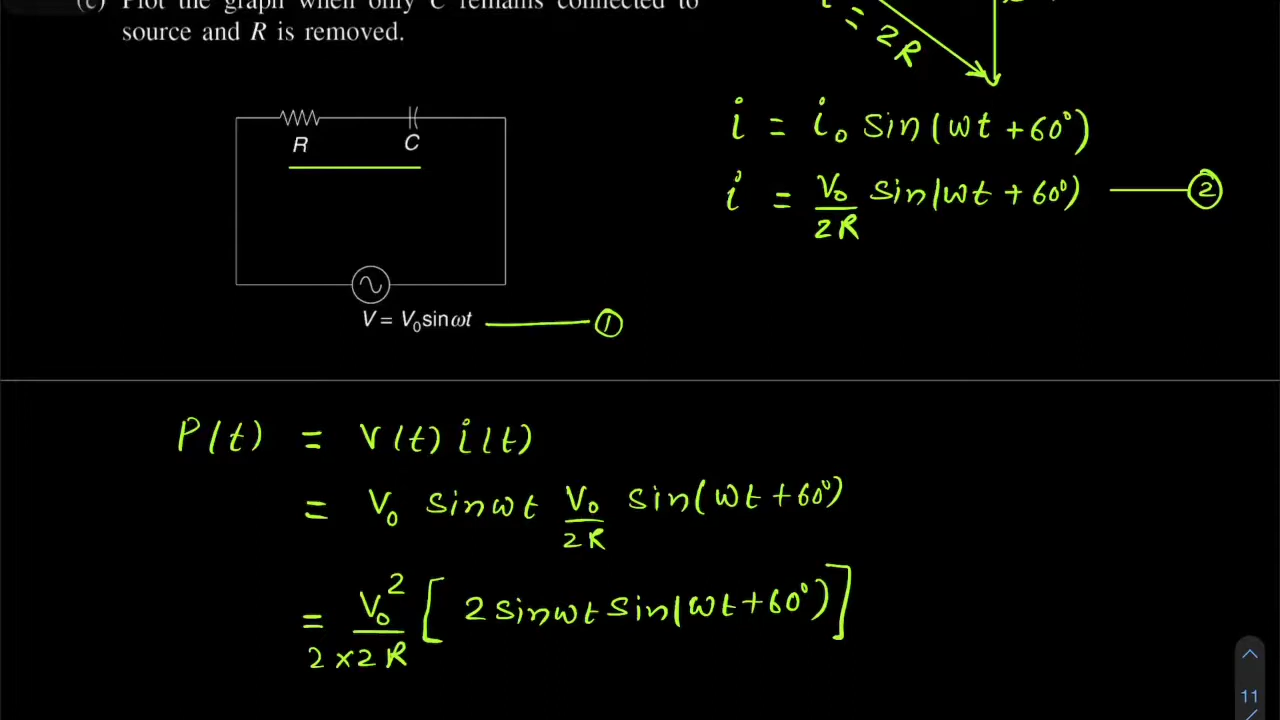 (c) Plot the graph when only C remains connected to
source and R is removed.
= 2R
R
C
V = V₀sinωt
①
i = i₀ Sin(ωt + 60°)
i = V₀/2R sin(ωt + 60°)
②
P(t) = V(t) i(t)
= V₀ sinωt V₀/2R sin(ωt + 60°)
= V₀²/2×2R [ 2 sinωt sin(ωt + 60°) ]
11